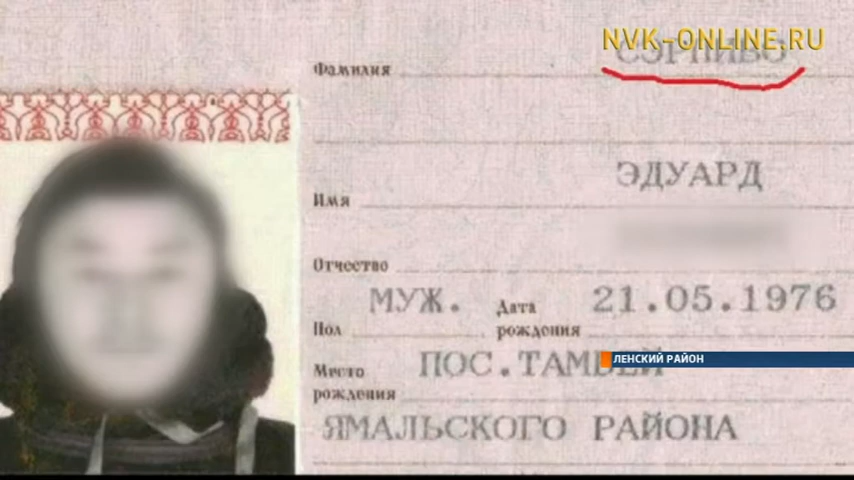 NVK-ONLINE.RU
Фамилия
ЭДУАРД
Имя
Отчество
МУЖ. Дата 21.05.1976
Пол рождения
Место ПОС.ТАМБЕЙ
ЛЕНСКИЙ РАЙОН
рождения
ЯМАЛЬСКОГО РАЙОНА